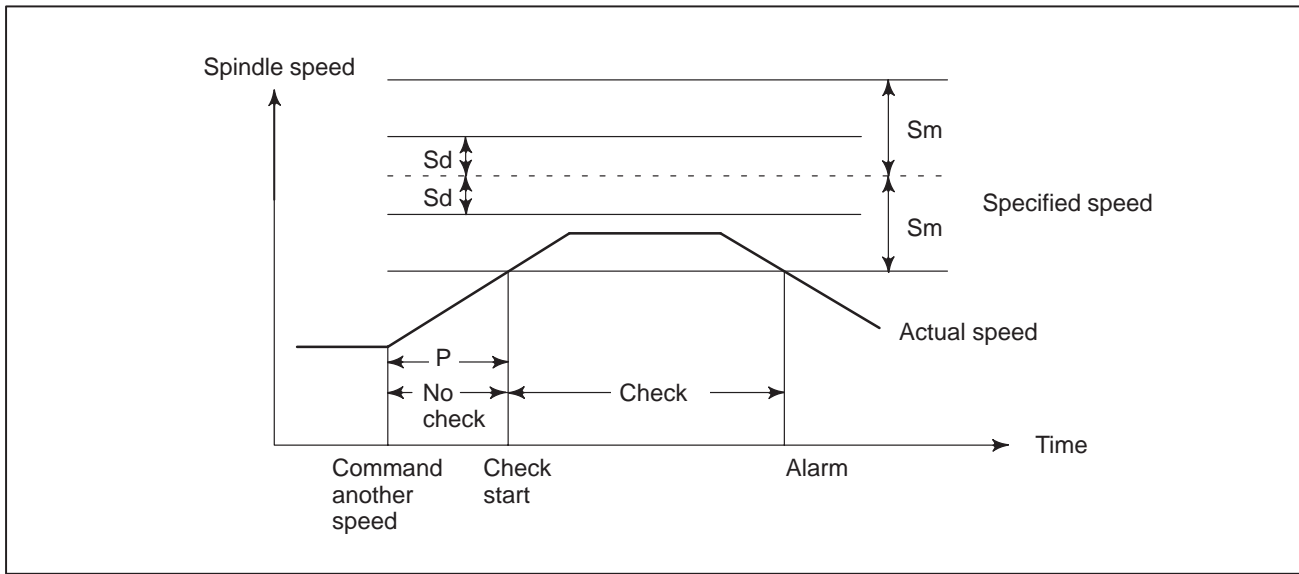 Spindle speed
Sm
Sd
Sd
Specified speed
Sm
Actual speed
P
No
check
Check
Time
Command
another
speed
Check
start
Alarm